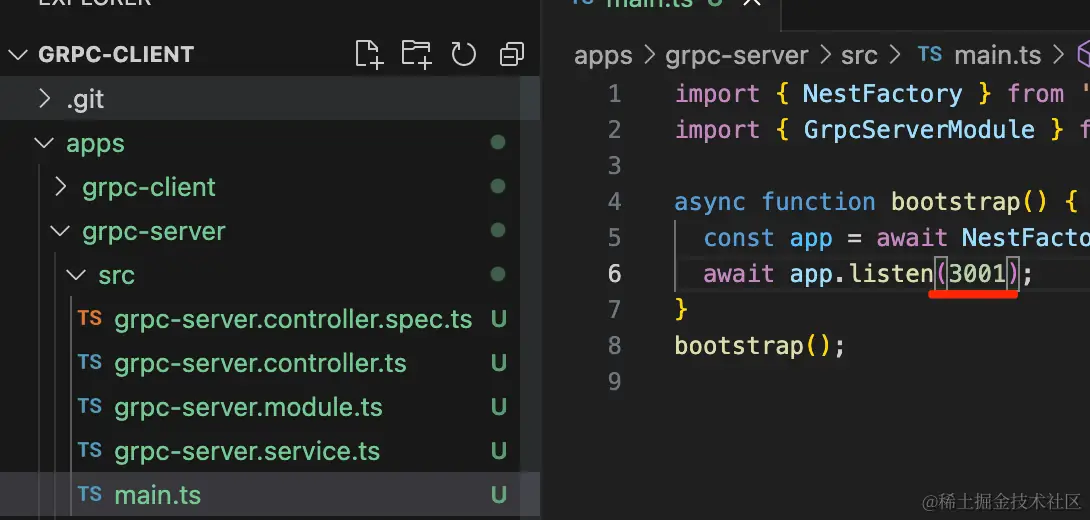 EXPLORER
GRPC-CLIENT
.git
apps
grpc-client
grpc-server
src
TS grpc-server.controller.spec.ts U
TS grpc-server.controller.ts U
TS grpc-server.module.ts U
TS grpc-server.service.ts U
TS main.ts U
TS main.ts U
apps > grpc-server > src > TS main.ts >
1 import { NestFactory } from '
2 import { GrpcServerModule } f
3
4 async function bootstrap() {
5 const app = await NestFacto
6 await app.listen(3001);
7 }
8 bootstrap();
9
@稀土掘金技术社区